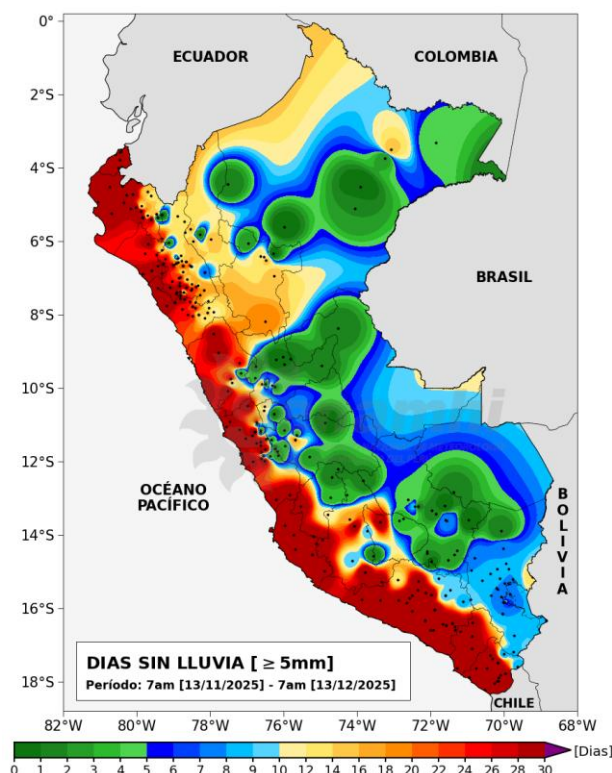 0°
ECUADOR
COLOMBIA
2°S
4°S
6°S
BRASIL
8°S
10°S
senamhi
12°S
OCÉANO
PACÍFICO
BOLIVIA
14°S
16°S
DIAS SIN LLUVIA [ ≥ 5mm]
Período: 7am [13/11/2025] - 7am [13/12/2025]
18°S
CHILE
82°W 80°W 78°W 76°W 74°W 72°W 70°W 68°W 66°W
[Dias]
0 1 2 3 4 5 6 7 8 9 10 12 14 16 18 20 22 24 26 28 30